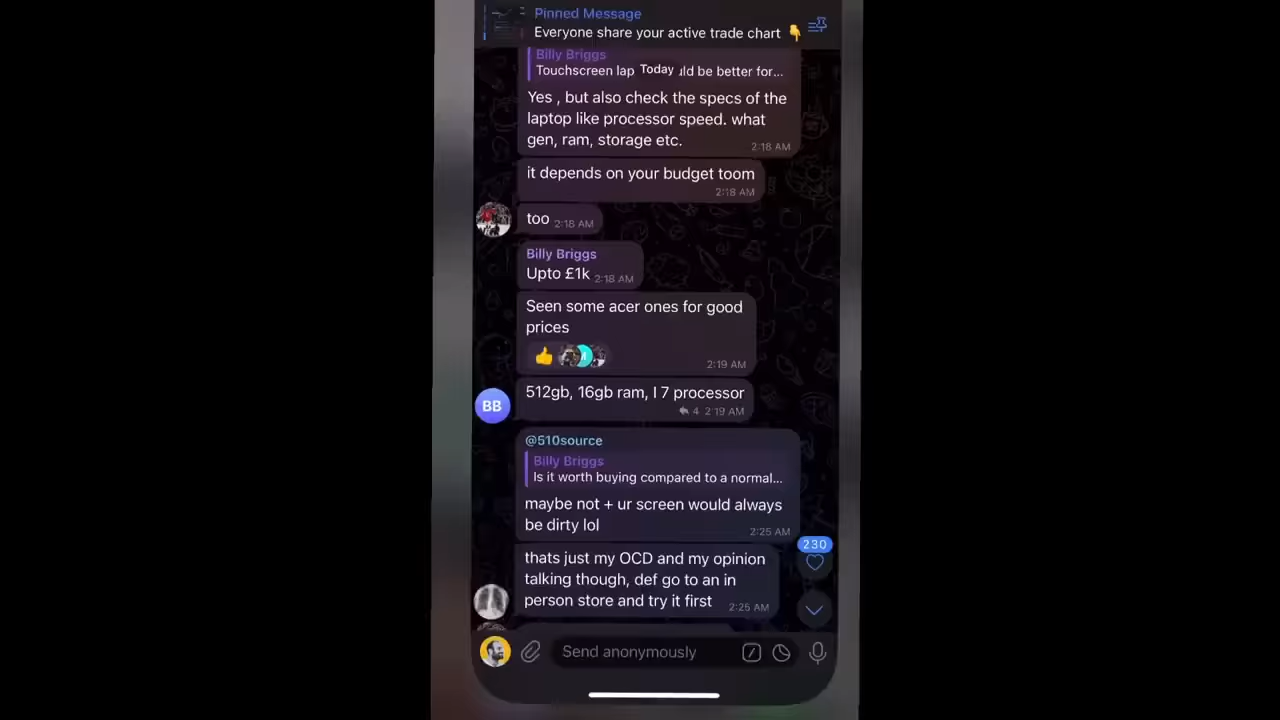 Pinned Message
Everyone share your active trade chart 👇
Billy Briggs
Touchscreen lap Today uld be better for...
Yes , but also check the specs of the
laptop like processor speed. what
gen, ram, storage etc.
2:18 AM
it depends on your budget toom
2:18 AM
too 2:18 AM
Billy Briggs
Upto £1k 2:18 AM
Seen some acer ones for good
prices
👍
2:19 AM
512gb, 16gb ram, I 7 processor
4 2:19 AM
BB
@510source
Billy Briggs
Is it worth buying compared to a normal...
maybe not + ur screen would always
be dirty lol
2:25 AM
230
thats just my OCD and my opinion
talking though, def go to an in
person store and try it first 2:25 AM
Send anonymously